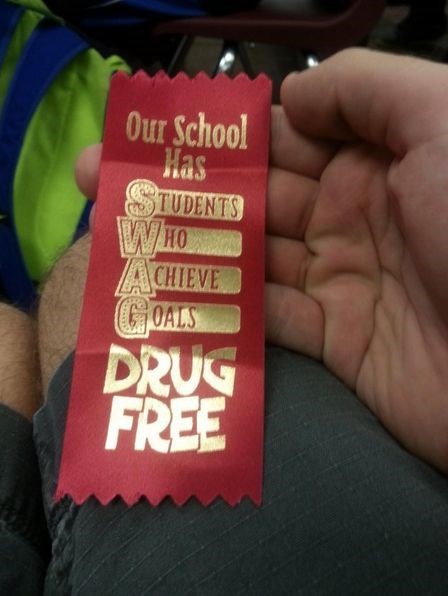 Our School
Has
STUDENTS
WHO
ACHIEVE
GOALS
DRUG
FREE